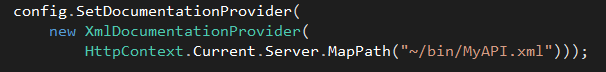 config.SetDocumentationProvider(
new XmlDocumentationProvider(
HttpContext.Current.Server.MapPath("~/bin/MyAPI.xml")));